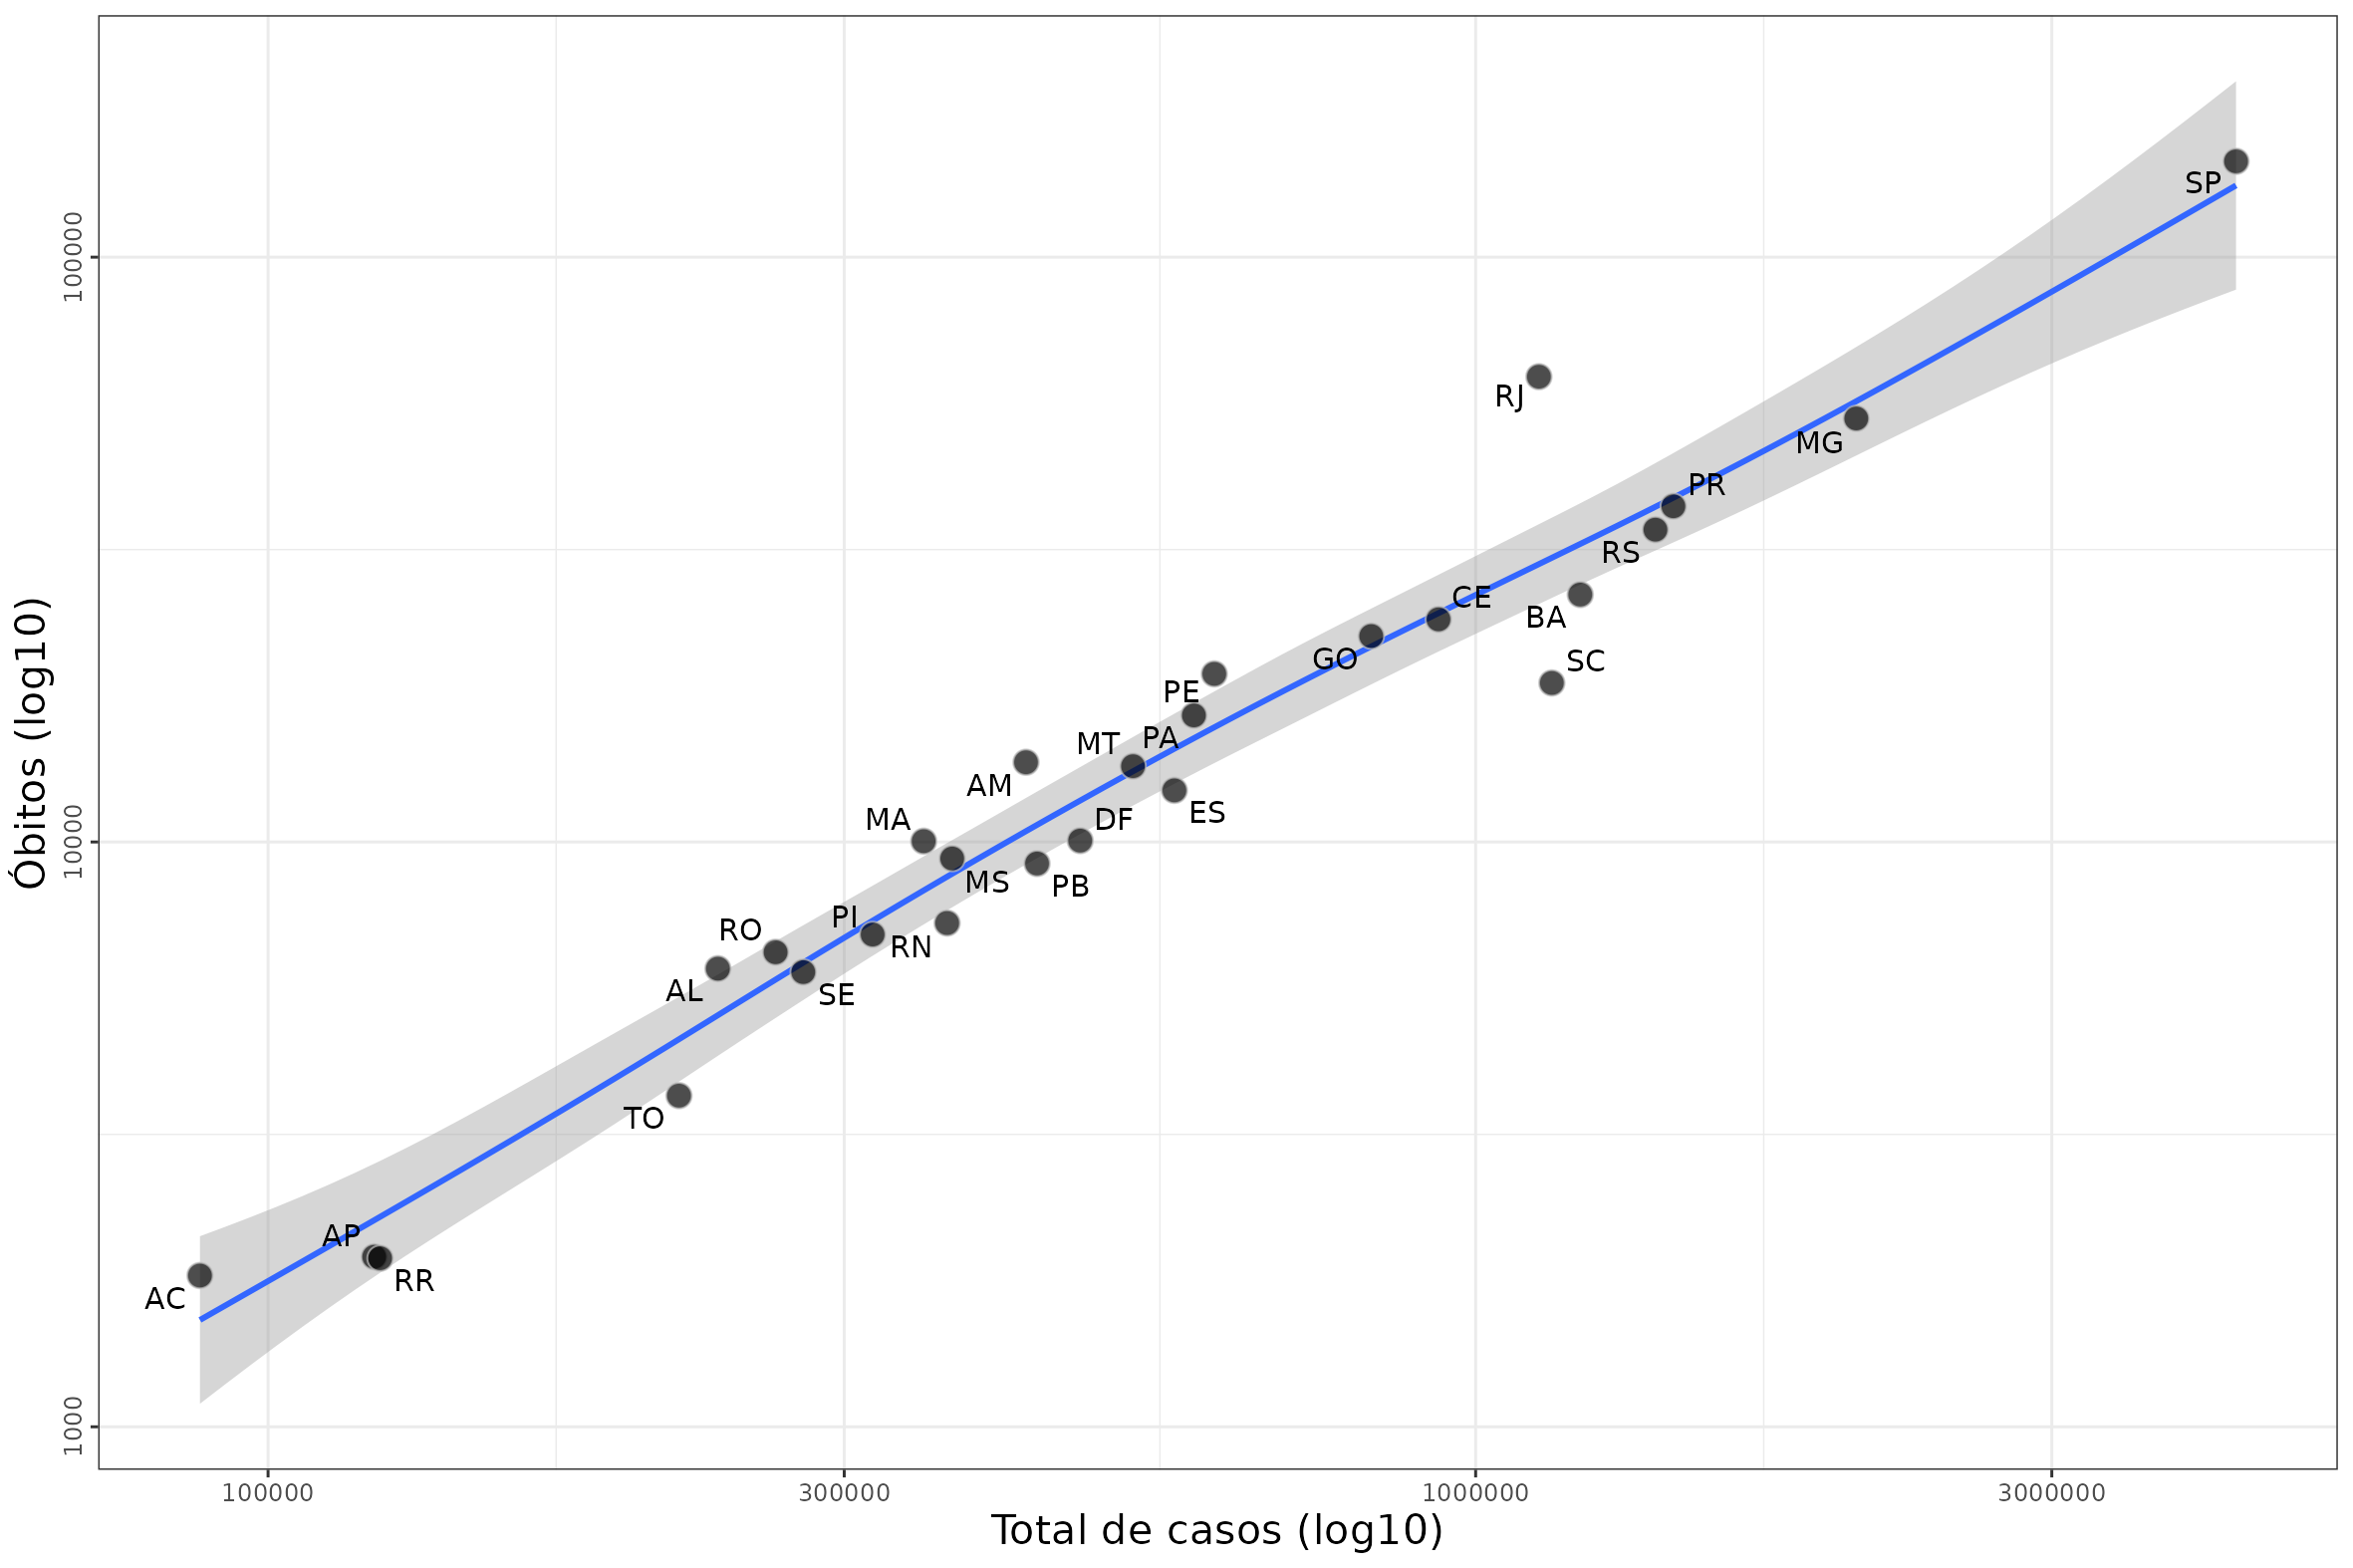 Óbitos (log10)
100000
10000
1000
SP
RJ
MG
PR
RS
CE
BA
GO
SC
PE
PA
MT
AM
ES
DF
MA
MS
PB
PI
RO
RN
AL
SE
TO
AP
RR
AC
100000 300000 1000000 3000000
Total de casos (log10)